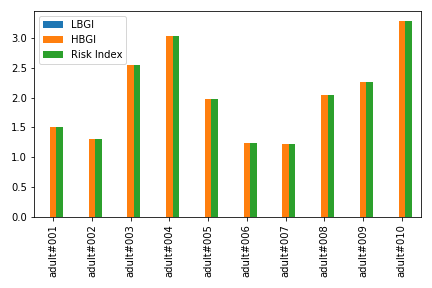 LBGI
HBGI
Risk Index
3.0
2.5
2.0
1.5
1.0
0.5
0.0
adult#001
adult#002
adult#003
adult#004
adult#005
adult#006
adult#007
adult#008
adult#009
adult#010